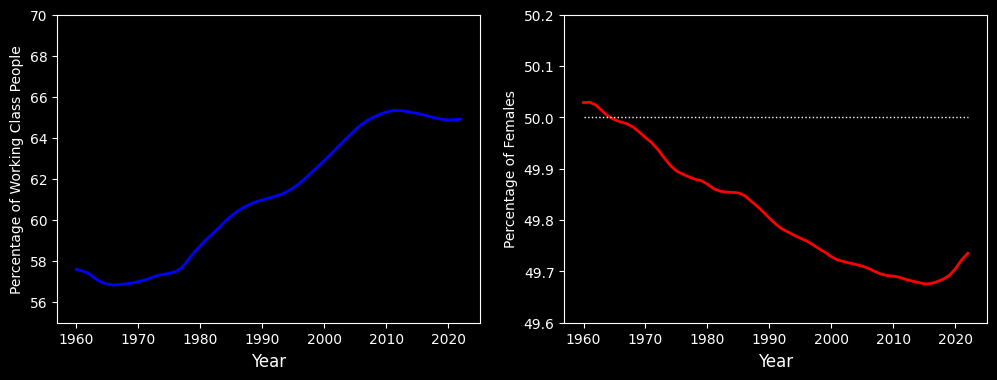 Percentage of Working Class People
70
68
66
64
62
60
58
56
1960 1970 1980 1990 2000 2010 2020
Year
Percentage of Females
50.2
50.1
50.0
49.9
49.8
49.7
49.6
1960 1970 1980 1990 2000 2010 2020
Year